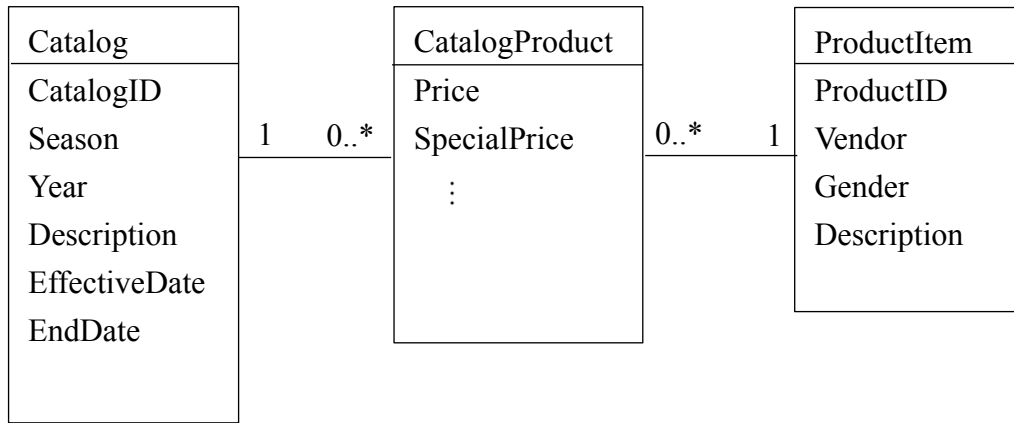 Catalog
CatalogID
Season
Year
Description
EffectiveDate
EndDate
1
0..*
CatalogProduct
Price
SpecialPrice
⋮
0..*
1
ProductItem
ProductID
Vendor
Gender
Description